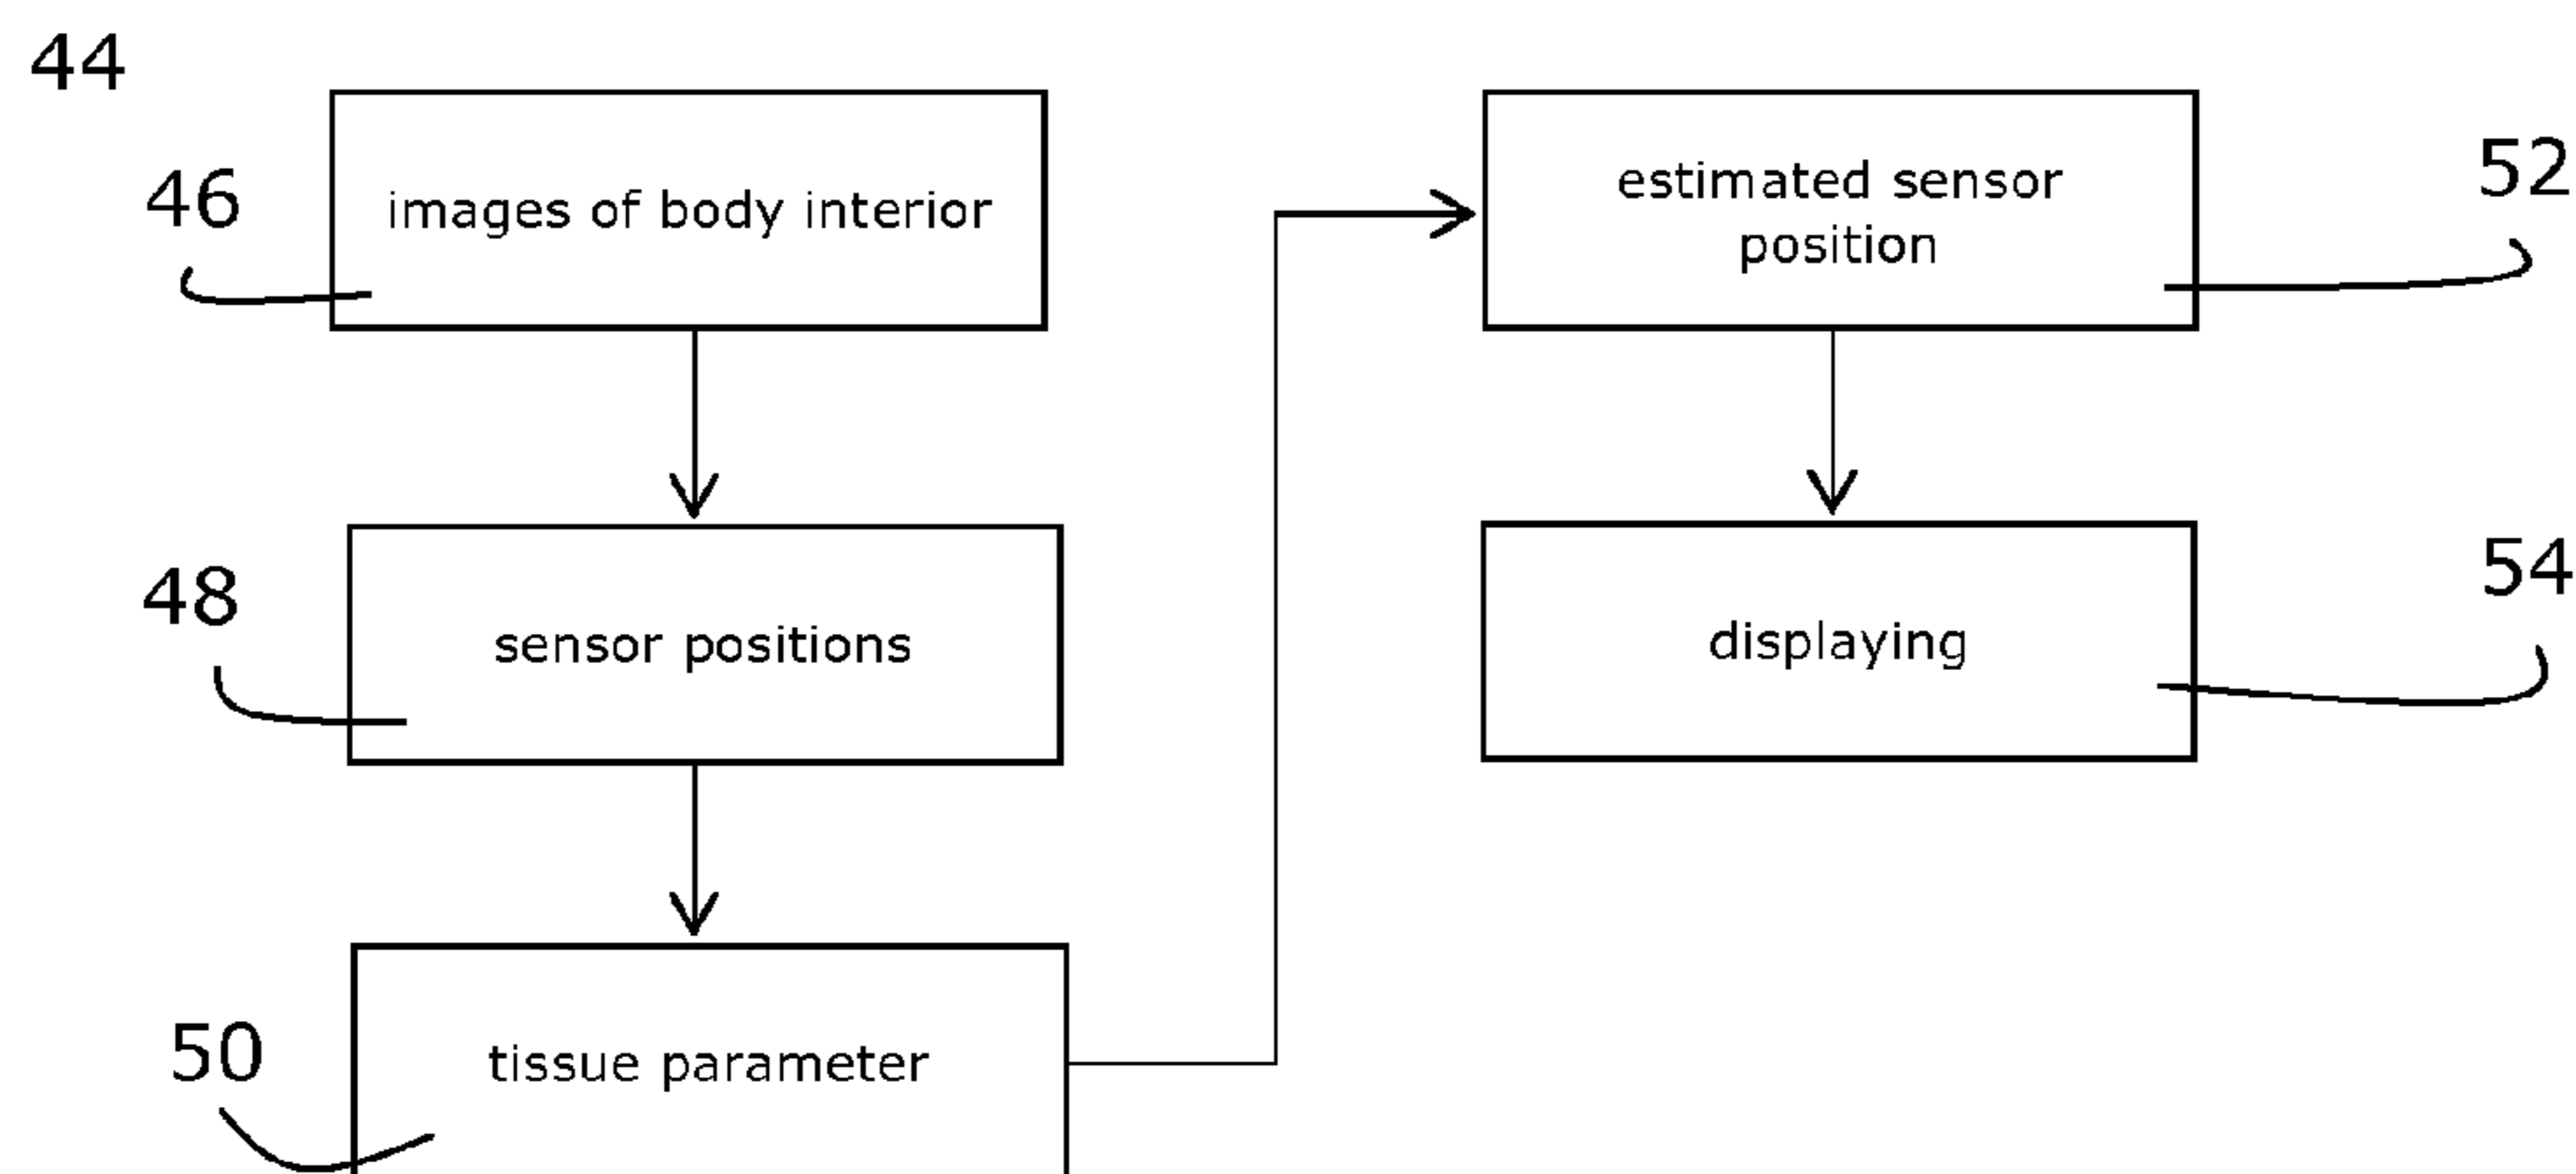 44
46
images of body interior
48
sensor positions
50
tissue parameter
estimated sensor
position
52
displaying
54